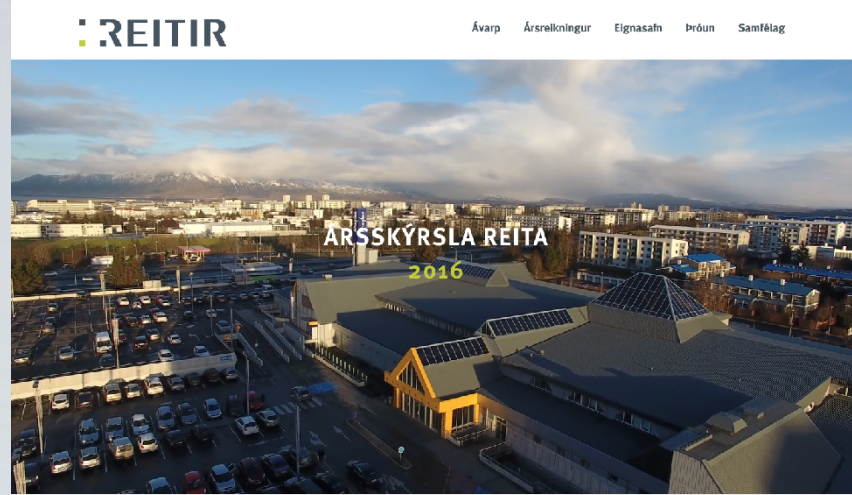 REITIR
Ávarp Ársreikningur Eignasafn Þróun Samfélag
ÁRSSKÝRSLA REITA
2016